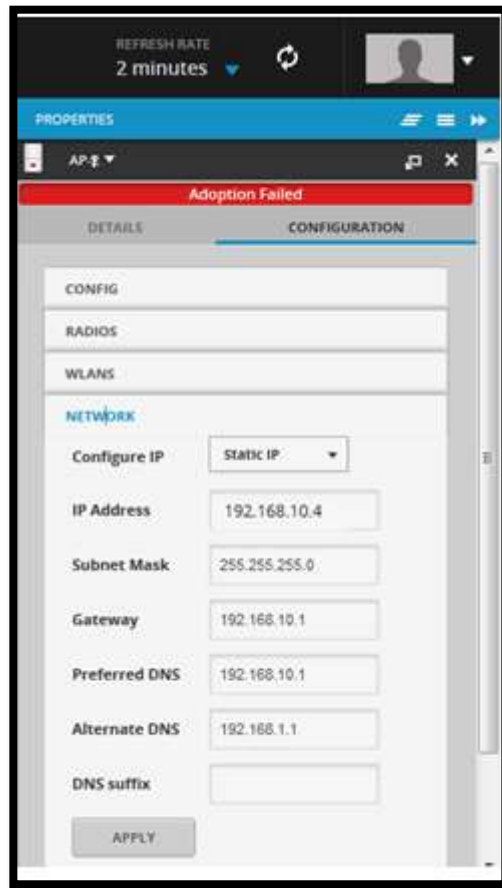 REFRESH RATE
2 minutes
PROPERTIES
Adoption Failed
DETAILS CONFIGURATION
CONFIG
RADIOS
WLANS
NETWORK
Configure IP Static IP
IP Address 192.168.10.4
Subnet Mask 255.255.255.0
Gateway 192.168.10.1
Preferred DNS 192.168.10.1
Alternate DNS 192.168.1.1
DNS suffix
APPLY